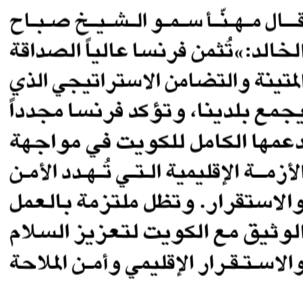 قال مهنّأ سمو الشيخ صباح
الخالد:»تُثمن فرنسا عالياً الصداقة
المتينة والتضامن الاستراتيجي الذي
يجمع بلدينا، وتؤكد فرنسا مجدداً
دعمها الكامل للكويت في مواجهة
الأزمة الإقليمية التي تُهدد الأمن
والاستقرار. وتظل ملتزمة بالعمل
الوثيق مع الكويت لتعزيز السلام
والاستقرار الإقليمي وأمن الملاحة